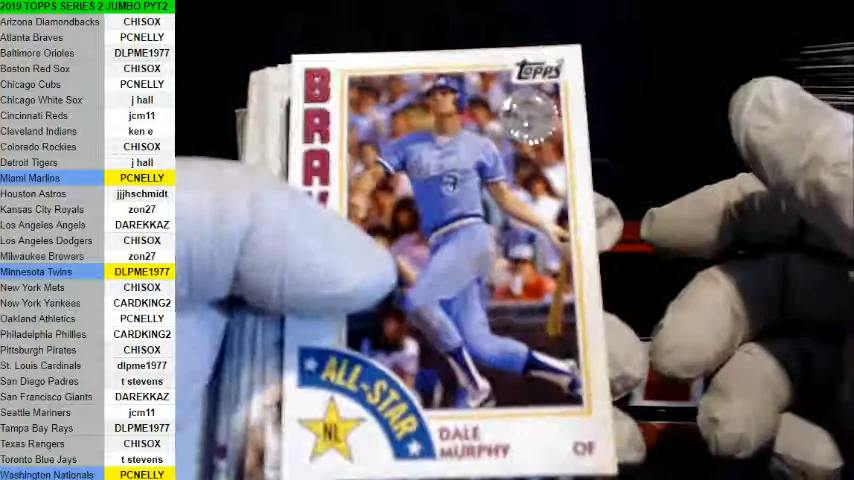 2019 TOPPS SERIES 2 JUMBO PYT2
Arizona Diamondbacks CHISOX
Atlanta Braves PCNELLY
Baltimore Orioles DLPME1977
Boston Red Sox CHISOX
Chicago Cubs PCNELLY
Chicago White Sox j hall
Cincinnati Reds jcm11
Cleveland Indians ken e
Colorado Rockies CHISOX
Detroit Tigers j hall
Miami Marlins PCNELLY
Houston Astros jjjhschmidt
Kansas City Royals zon27
Los Angeles Angels DAREKKAZ
Los Angeles Dodgers CHISOX
Milwaukee Brewers zon27
Minnesota Twins DLPME1977
New York Mets CHISOX
New York Yankees CARDKING2
Oakland Athletics PCNELLY
Philadelphia Phillies CARDKING2
Pittsburgh Pirates CHISOX
St. Louis Cardinals dlpme1977
San Diego Padres t stevens
San Francisco Giants DAREKKAZ
Seattle Mariners jcm11
Tampa Bay Rays DLPME1977
Texas Rangers CHISOX
Toronto Blue Jays t stevens
Washington Nationals PCNELLY
TOPPS
BRAV
ALL-STAR
NL
DALE
MURPHY
OF